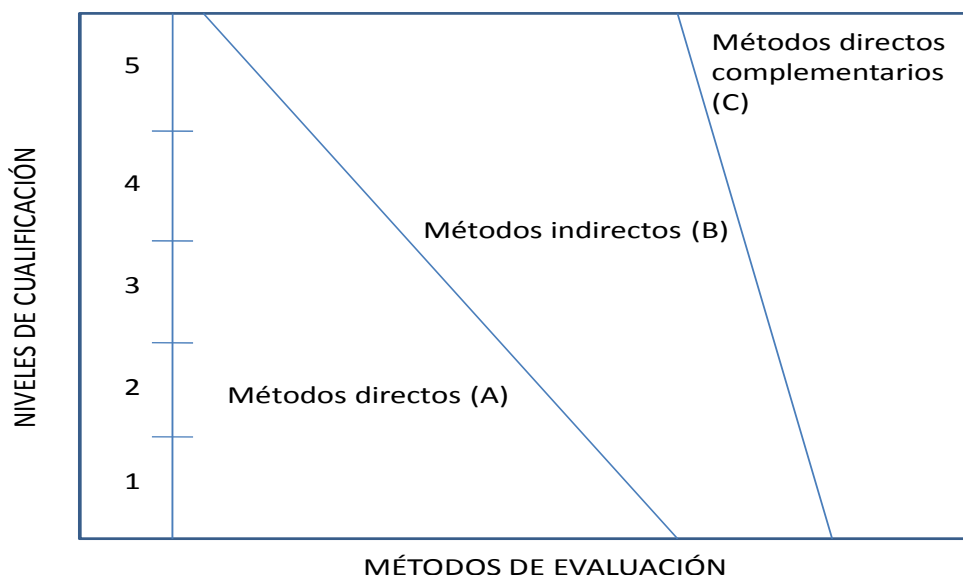 Métodos directos
complementarios
(C)
5
4
Métodos indirectos (B)
3
2
Métodos directos (A)
1
NIVELES DE CUALIFICACIÓN
MÉTODOS DE EVALUACIÓN